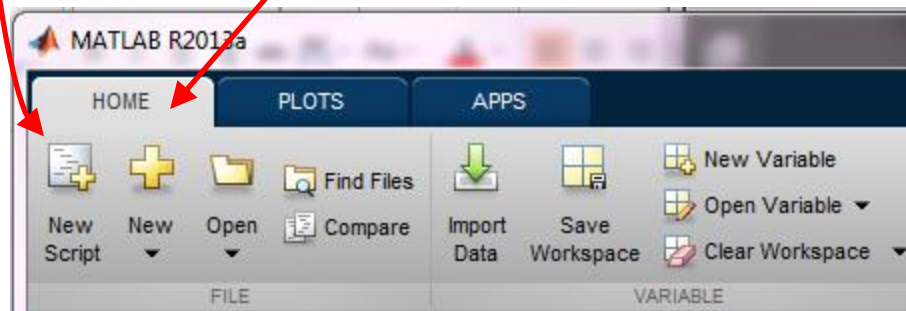 MATLAB R2013a
HOME PLOTS APPS
New Script
New
Open
Find Files
Compare
Import Data
Save Workspace
New Variable
Open Variable
Clear Workspace
FILE VARIABLE